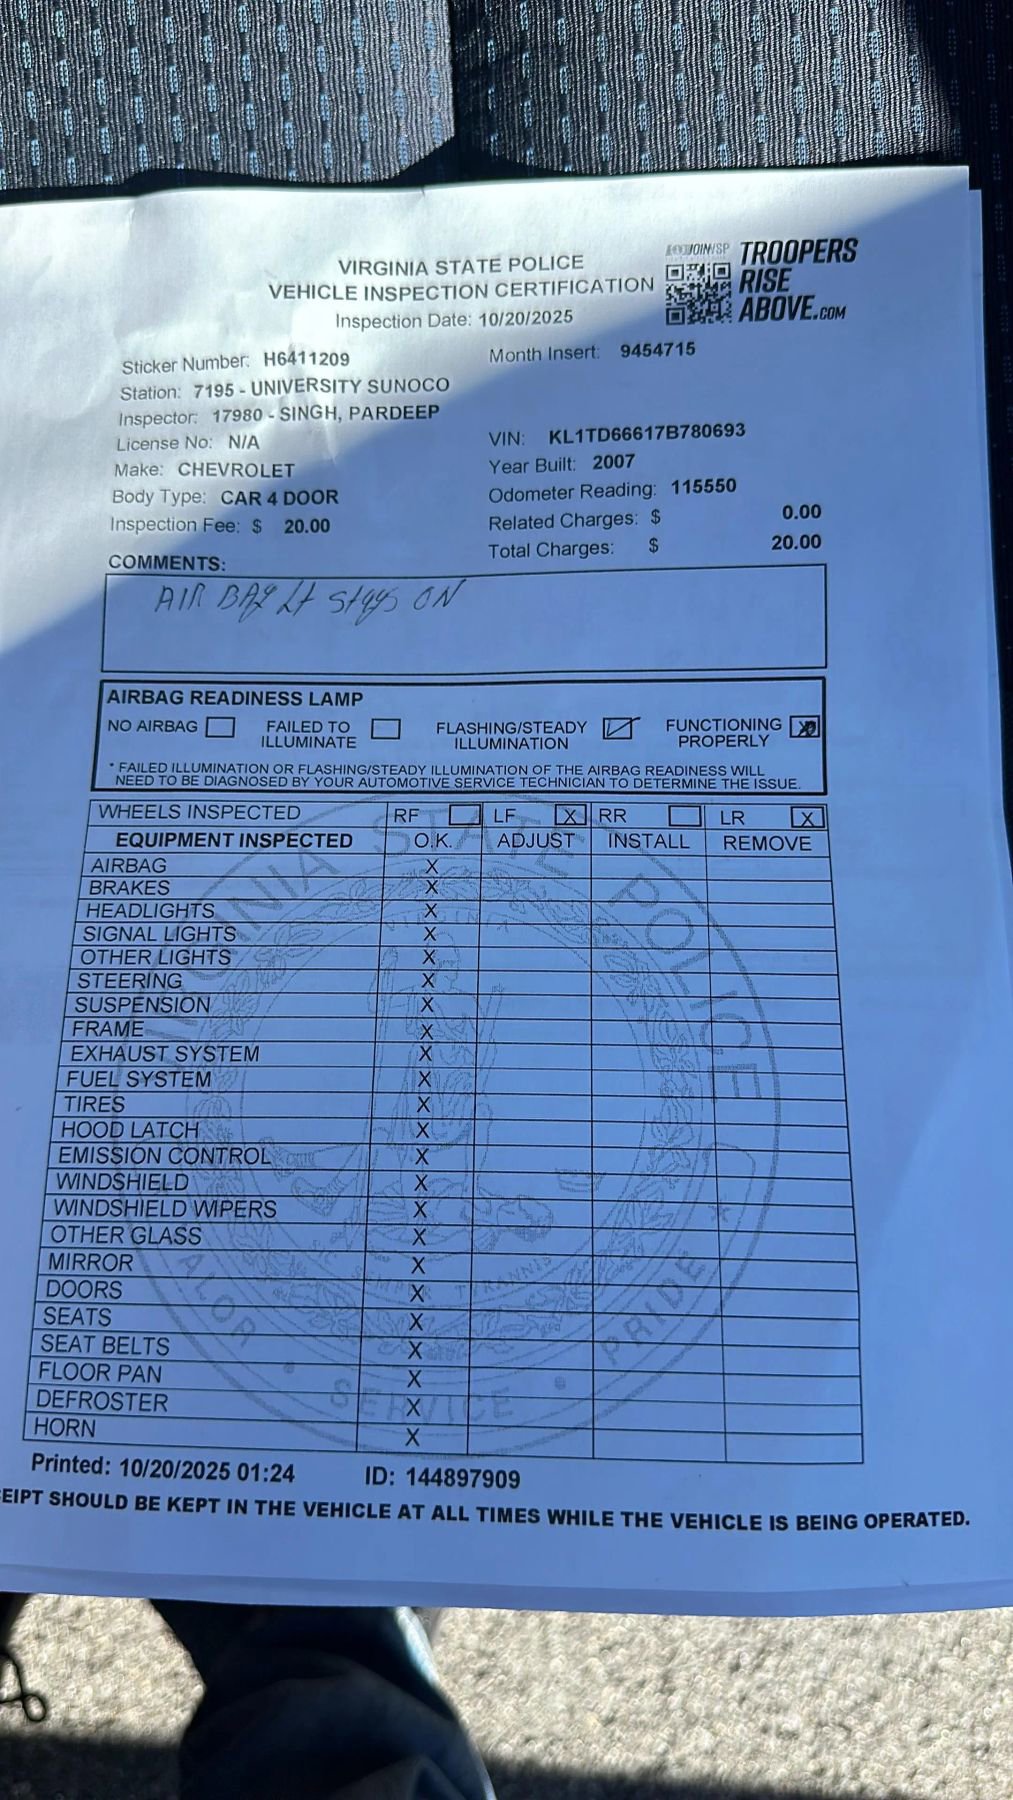 JOIN VSP
TROOPERS
RISE
ABOVE.COM
VIRGINIA STATE POLICE
VEHICLE INSPECTION CERTIFICATION
Inspection Date: 10/20/2025
Sticker Number: H6411209 Month Insert: 9454715
Station: 7195 - UNIVERSITY SUNOCO
Inspector: 17980 - SINGH, PARDEEP
License No: N/A VIN: KL1TD66617B780693
Make: CHEVROLET Year Built: 2007
Body Type: CAR 4 DOOR Odometer Reading: 115550
Inspection Fee: $ 20.00 Related Charges: $ 0.00
Total Charges: $ 20.00
COMMENTS:
AIR BAG Lt stays ON
AIRBAG READINESS LAMP
NO AIRBAG FAILED TO ILLUMINATE FLASHING/STEADY ILLUMINATION FUNCTIONING PROPERLY X
* FAILED ILLUMINATION OR FLASHING/STEADY ILLUMINATION OF THE AIRBAG READINESS WILL
NEED TO BE DIAGNOSED BY YOUR AUTOMOTIVE SERVICE TECHNICIAN TO DETERMINE THE ISSUE.
WHEELS INSPECTED RF LF X RR LR X
EQUIPMENT INSPECTED O.K. ADJUST INSTALL REMOVE
AIRBAG X
BRAKES X
HEADLIGHTS X
SIGNAL LIGHTS X
OTHER LIGHTS X
STEERING X
SUSPENSION X
FRAME X
EXHAUST SYSTEM X
FUEL SYSTEM X
TIRES X
HOOD LATCH X
EMISSION CONTROL X
WINDSHIELD X
WINDSHIELD WIPERS X
OTHER GLASS X
MIRROR X
DOORS X
SEATS X
SEAT BELTS X
FLOOR PAN X
DEFROSTER X
HORN X
VIRGINIA STATE POLICE
VALOR • SERVICE • PRIDE
Printed: 10/20/2025 01:24 ID: 144897909
EIPT SHOULD BE KEPT IN THE VEHICLE AT ALL TIMES WHILE THE VEHICLE IS BEING OPERATED.